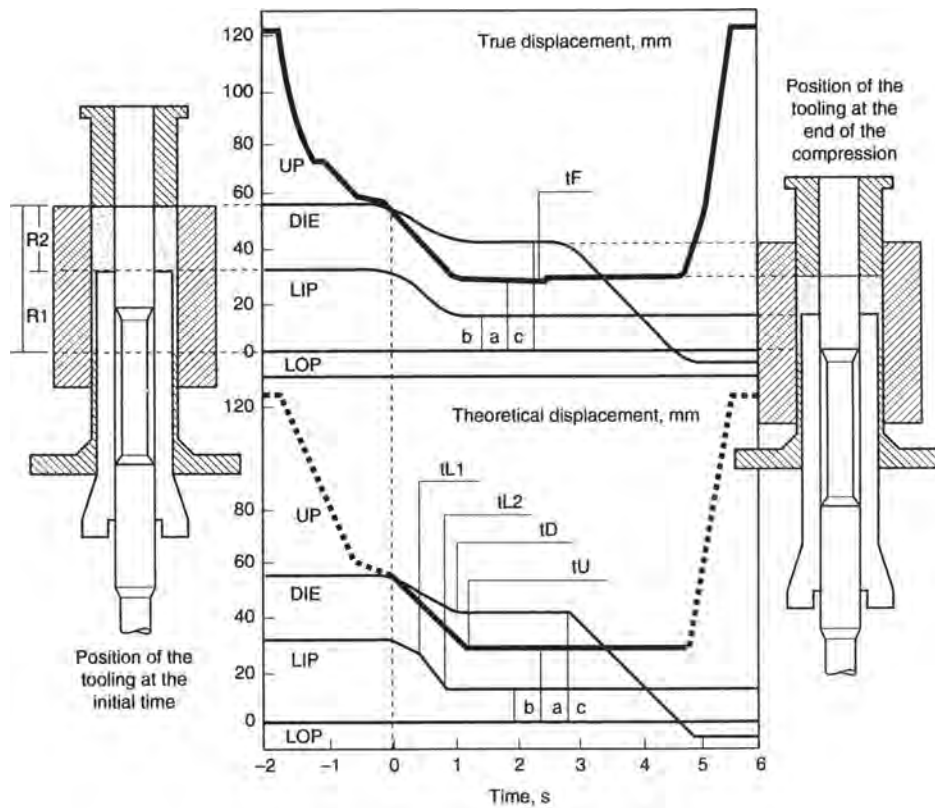 True displacement, mm
120
100
80
60
40
20
0
UP
DIE
LIP
LOP
tF
b
a
c
R2
R1
Position of the
tooling at the
initial time
Position of the
tooling at the
end of the
compression
Theoretical displacement, mm
120
80
60
40
20
0
UP
DIE
LIP
LOP
tL1
tL2
tD
tU
b
a
c
−2
−1
0
1
2
3
4
5
6
Time, s